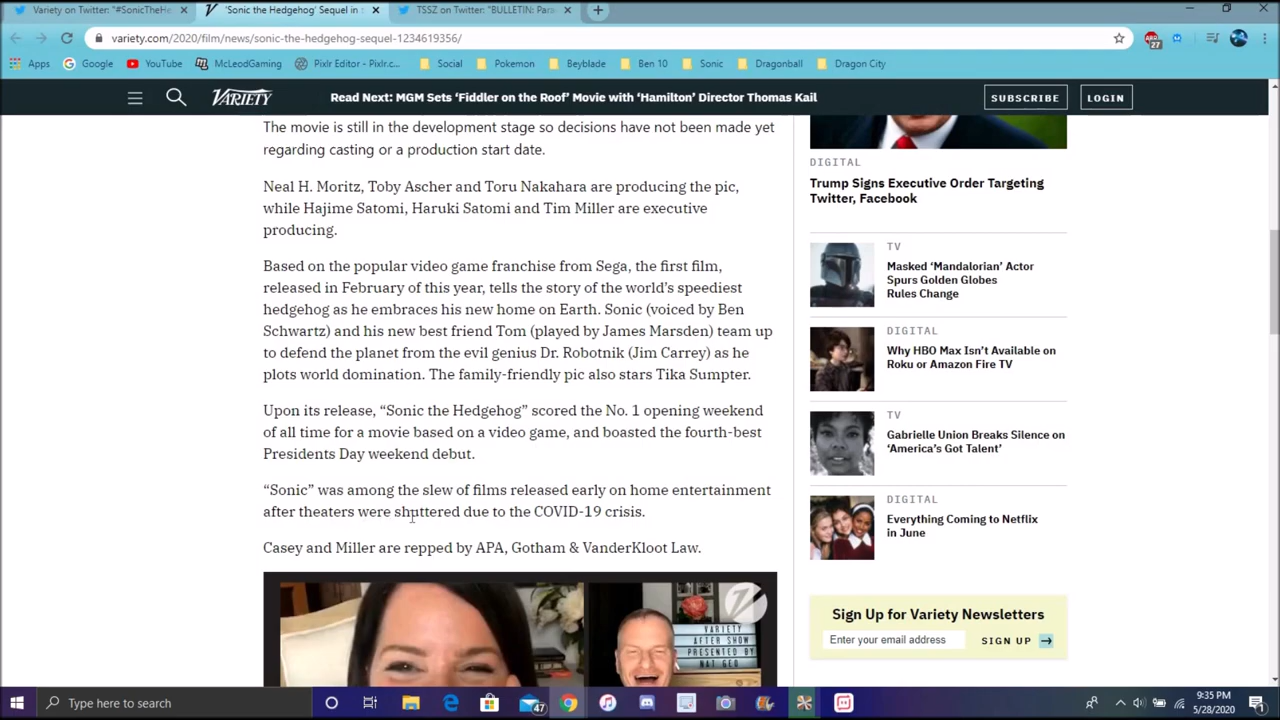 Variety on Twitter: "#SonicTheHe
'Sonic the Hedgehog' Sequel in t
TSSZ on Twitter: "BULLETIN: Para
variety.com/2020/film/news/sonic-the-hedgehog-sequel-1234619356/
27
Apps
Google
YouTube
McLeodGaming
Pixlr Editor - Pixlr.c...
Social
Pokemon
Beyblade
Ben 10
Sonic
Dragonball
Dragon City
VARIETY
Read Next: MGM Sets ‘Fiddler on the Roof’ Movie with ‘Hamilton’ Director Thomas Kail
SUBSCRIBE
LOGIN
The movie is still in the development stage so decisions have not been made yet
regarding casting or a production start date.
Neal H. Moritz, Toby Ascher and Toru Nakahara are producing the pic,
while Hajime Satomi, Haruki Satomi and Tim Miller are executive
producing.
Based on the popular video game franchise from Sega, the first film,
released in February of this year, tells the story of the world’s speediest
hedgehog as he embraces his new home on Earth. Sonic (voiced by Ben
Schwartz) and his new best friend Tom (played by James Marsden) team up
to defend the planet from the evil genius Dr. Robotnik (Jim Carrey) as he
plots world domination. The family-friendly pic also stars Tika Sumpter.
Upon its release, “Sonic the Hedgehog” scored the No. 1 opening weekend
of all time for a movie based on a video game, and boasted the fourth-best
Presidents Day weekend debut.
“Sonic” was among the slew of films released early on home entertainment
after theaters were shuttered due to the COVID-19 crisis.
Casey and Miller are repped by APA, Gotham & VanderKloot Law.
VARIETY
AFTER SHOW
PRESENTED BY
NAT GEO
DIGITAL
Trump Signs Executive Order Targeting
Twitter, Facebook
TV
Masked ‘Mandalorian’ Actor
Spurs Golden Globes
Rules Change
DIGITAL
Why HBO Max Isn’t Available on
Roku or Amazon Fire TV
TV
Gabrielle Union Breaks Silence on
‘America’s Got Talent’
DIGITAL
Everything Coming to Netflix
in June
Sign Up for Variety Newsletters
Enter your email address
SIGN UP
Type here to search
47
9:35 PM
5/28/2020